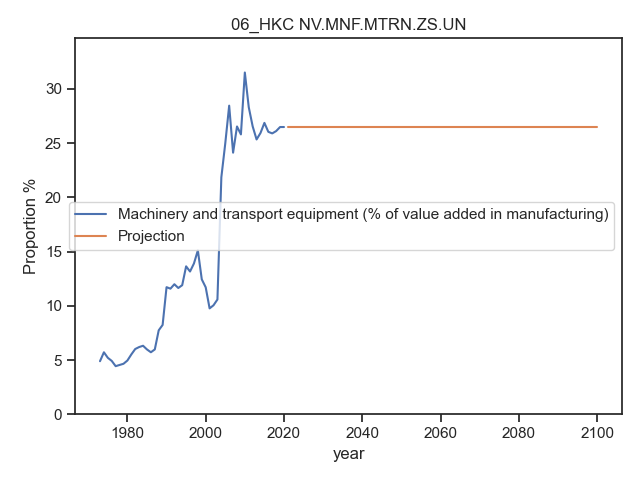 06_HKC NV.MNF.MTRN.ZS.UN
Proportion %
30
25
20
15
10
5
0
Machinery and transport equipment (% of value added in manufacturing)
Projection
1980 2000 2020 2040 2060 2080 2100
year